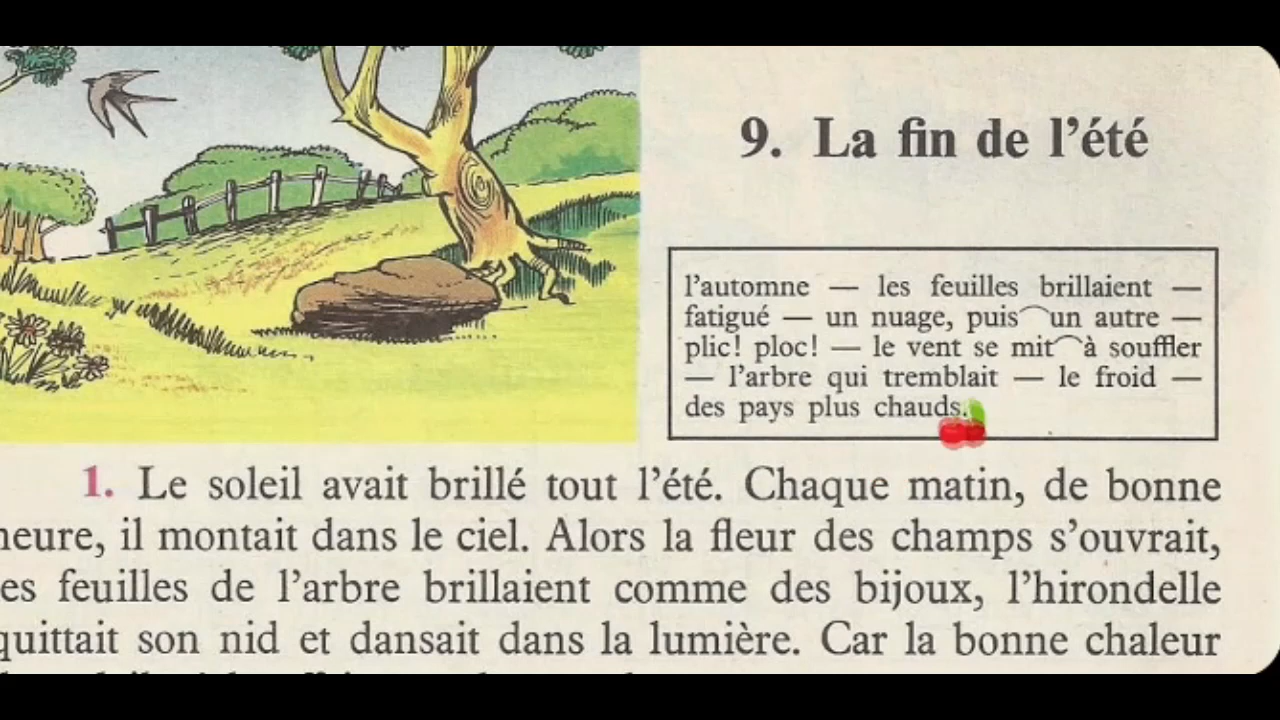 9. La fin de l'été
l'automne — les feuilles brillaient —
fatigué — un nuage, puis‿un autre —
plic! ploc! — le vent se mit‿à souffler
— l'arbre qui tremblait — le froid —
des pays plus chauds.
1. Le soleil avait brillé tout l'été. Chaque matin, de bonne
heure, il montait dans le ciel. Alors la fleur des champs s'ouvrait,
es feuilles de l'arbre brillaient comme des bijoux, l'hirondelle
quittait son nid et dansait dans la lumière. Car la bonne chaleur